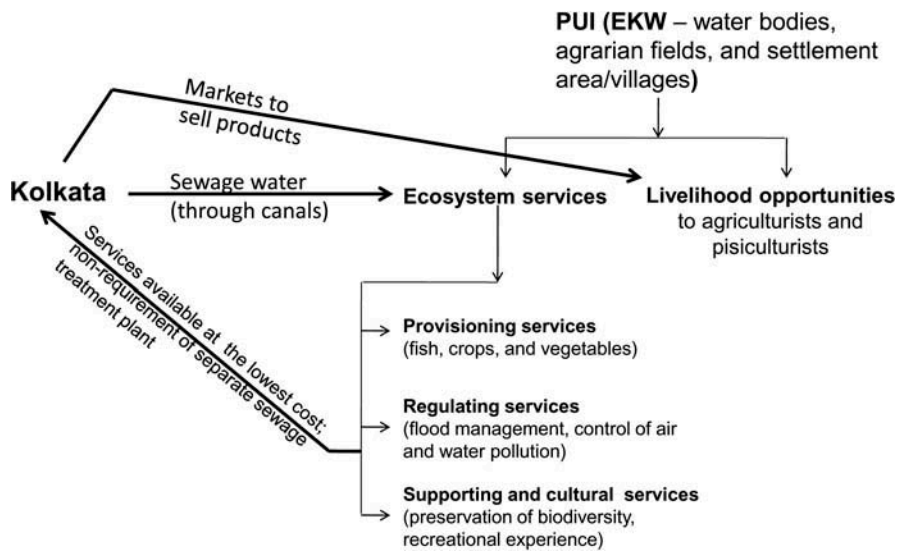 PUI (EKW – water bodies,
agrarian fields, and settlement
area/villages)
Markets to
sell products
Kolkata
Sewage water
(through canals)
Ecosystem services
Livelihood opportunities
to agriculturists and
pisiculturists
Services available at the lowest cost;
non-requirement of separate sewage
treatment plant
Provisioning services
(fish, crops, and vegetables)
Regulating services
(flood management, control of air
and water pollution)
Supporting and cultural services
(preservation of biodiversity,
recreational experience)